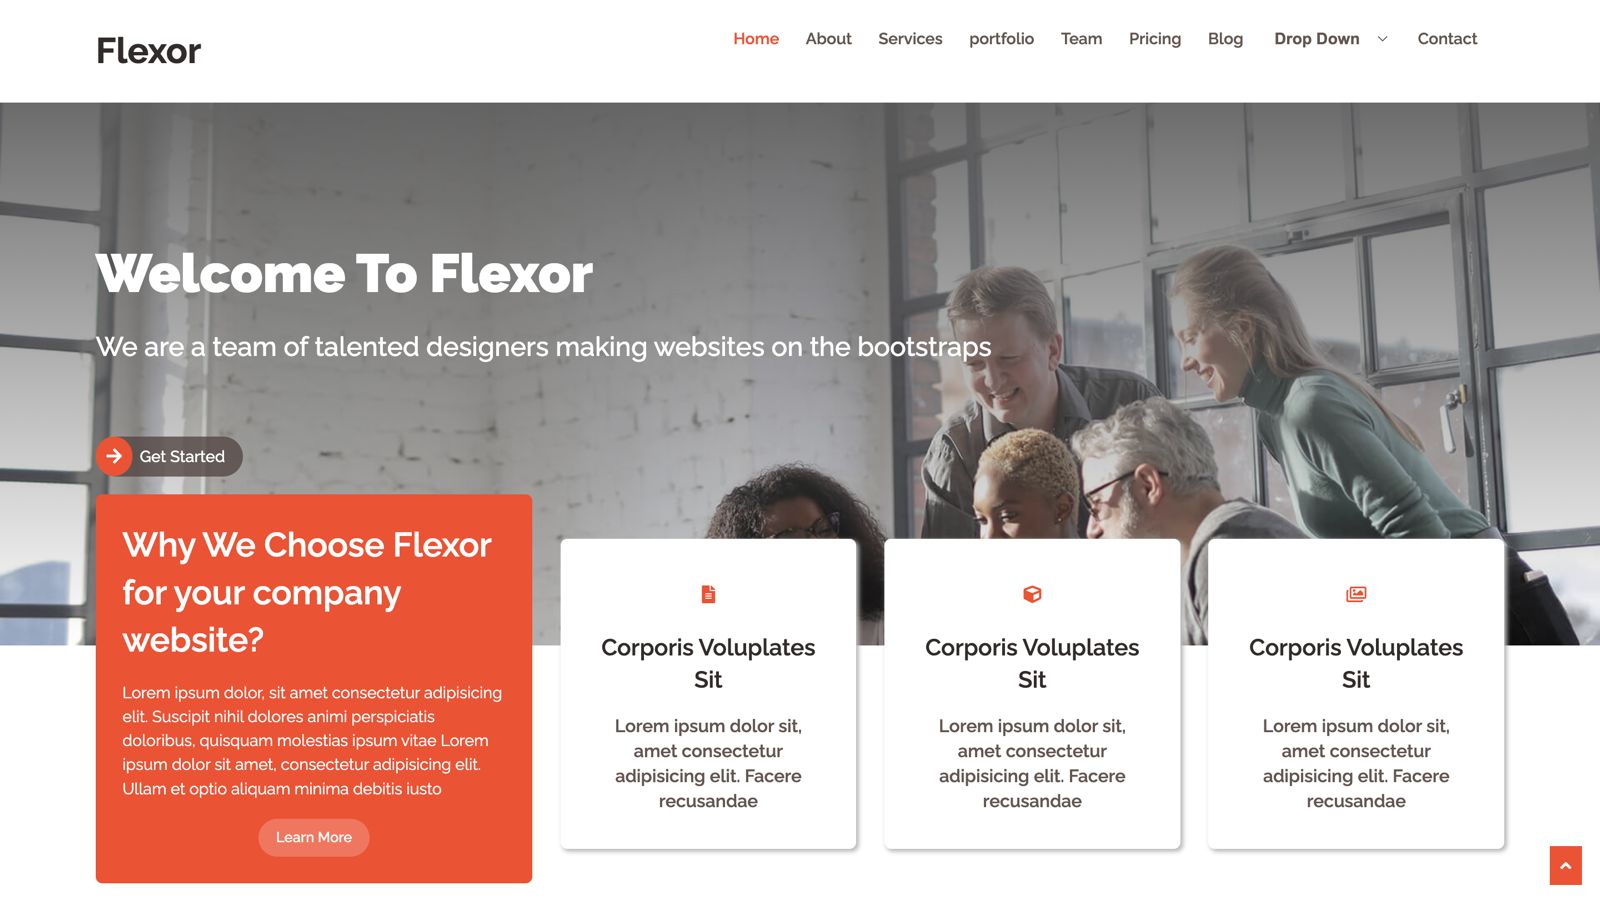 Flexor
Home About Services portfolio Team Pricing Blog Drop Down Contact
Welcome To Flexor
We are a team of talented designers making websites on the bootstraps
Get Started
Why We Choose Flexor
for your company
website?
Lorem ipsum dolor, sit amet consectetur adipisicing
elit. Suscipit nihil dolores animi perspiciatis
doloribus, quisquam molestias ipsum vitae Lorem
ipsum dolor sit amet, consectetur adipisicing elit.
Ullam et optio aliquam minima debitis iusto
Learn More
Corporis Voluplates
Sit
Lorem ipsum dolor sit,
amet consectetur
adipisicing elit. Facere
recusandae
Corporis Voluplates
Sit
Lorem ipsum dolor sit,
amet consectetur
adipisicing elit. Facere
recusandae
Corporis Voluplates
Sit
Lorem ipsum dolor sit,
amet consectetur
adipisicing elit. Facere
recusandae